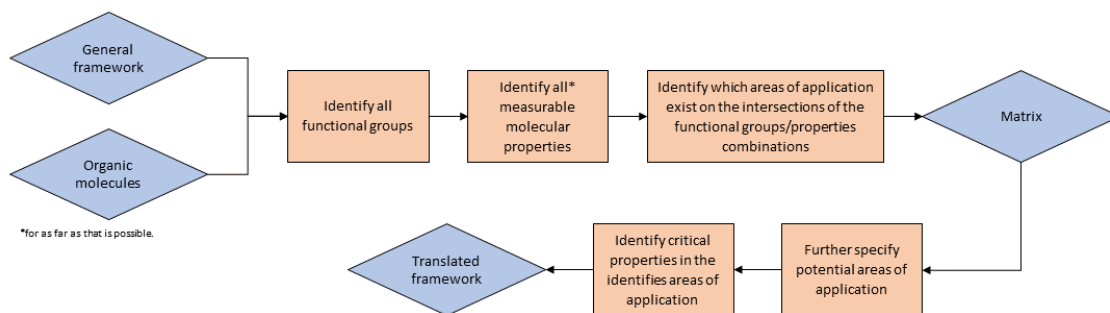 General
framework
Organic
molecules
*for as far as that is possible.
Identify all
functional groups
Identify all*
measurable
molecular
properties
Identify which areas of application
exist on the intersections of the
functional groups/properties
combinations
Matrix
Further specify
potential areas of
application
Identify critical
properties in the
identifies areas of
application
Translated
framework